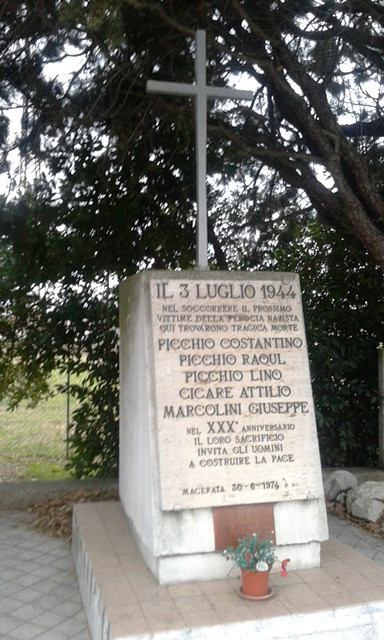 IL 3 LUGLIO 1944
NEL SOCCORRERE IL PROSSIMO
VITTIME DELLA FEROCIA NAZISTA
QUI TROVARONO TRAGICA MORTE
PICCHIO COSTANTINO
PICCHIO RAOUL
PICCHIO LINO
CICARE ATTILIO
MARCOLINI GIUSEPPE
NEL XXX° ANNIVERSARIO
IL LORO SACRIFICIO
INVITA GLI UOMINI
A COSTRUIRE LA PACE
MACERATA 30-6-1974